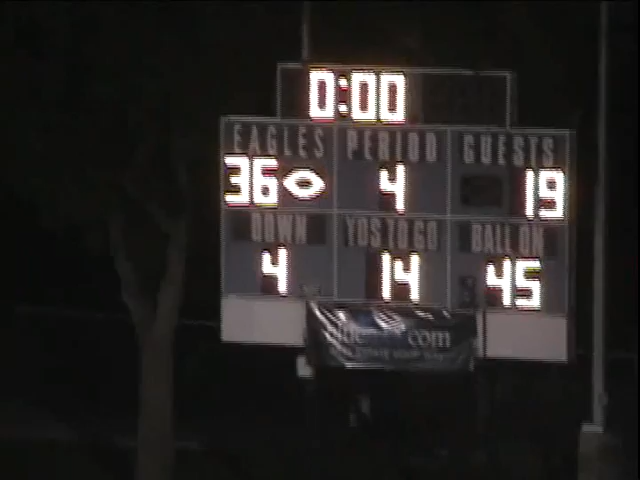 0:00
EAGLES PERIOD GUESTS
36 4 19
DOWN YDS TO GO BALL ON
4 14 45
com